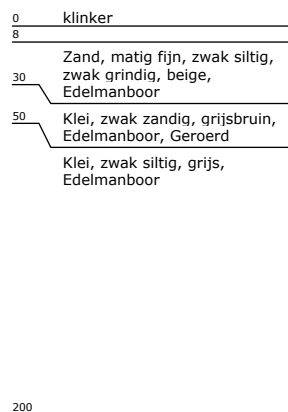 0 klinker
8
Zand, matig fijn, zwak siltig,
30 zwak grindig, beige,
Edelmanboor
50 Klei, zwak zandig, grijsbruin,
Edelmanboor, Geroerd
Klei, zwak siltig, grijs,
Edelmanboor
200